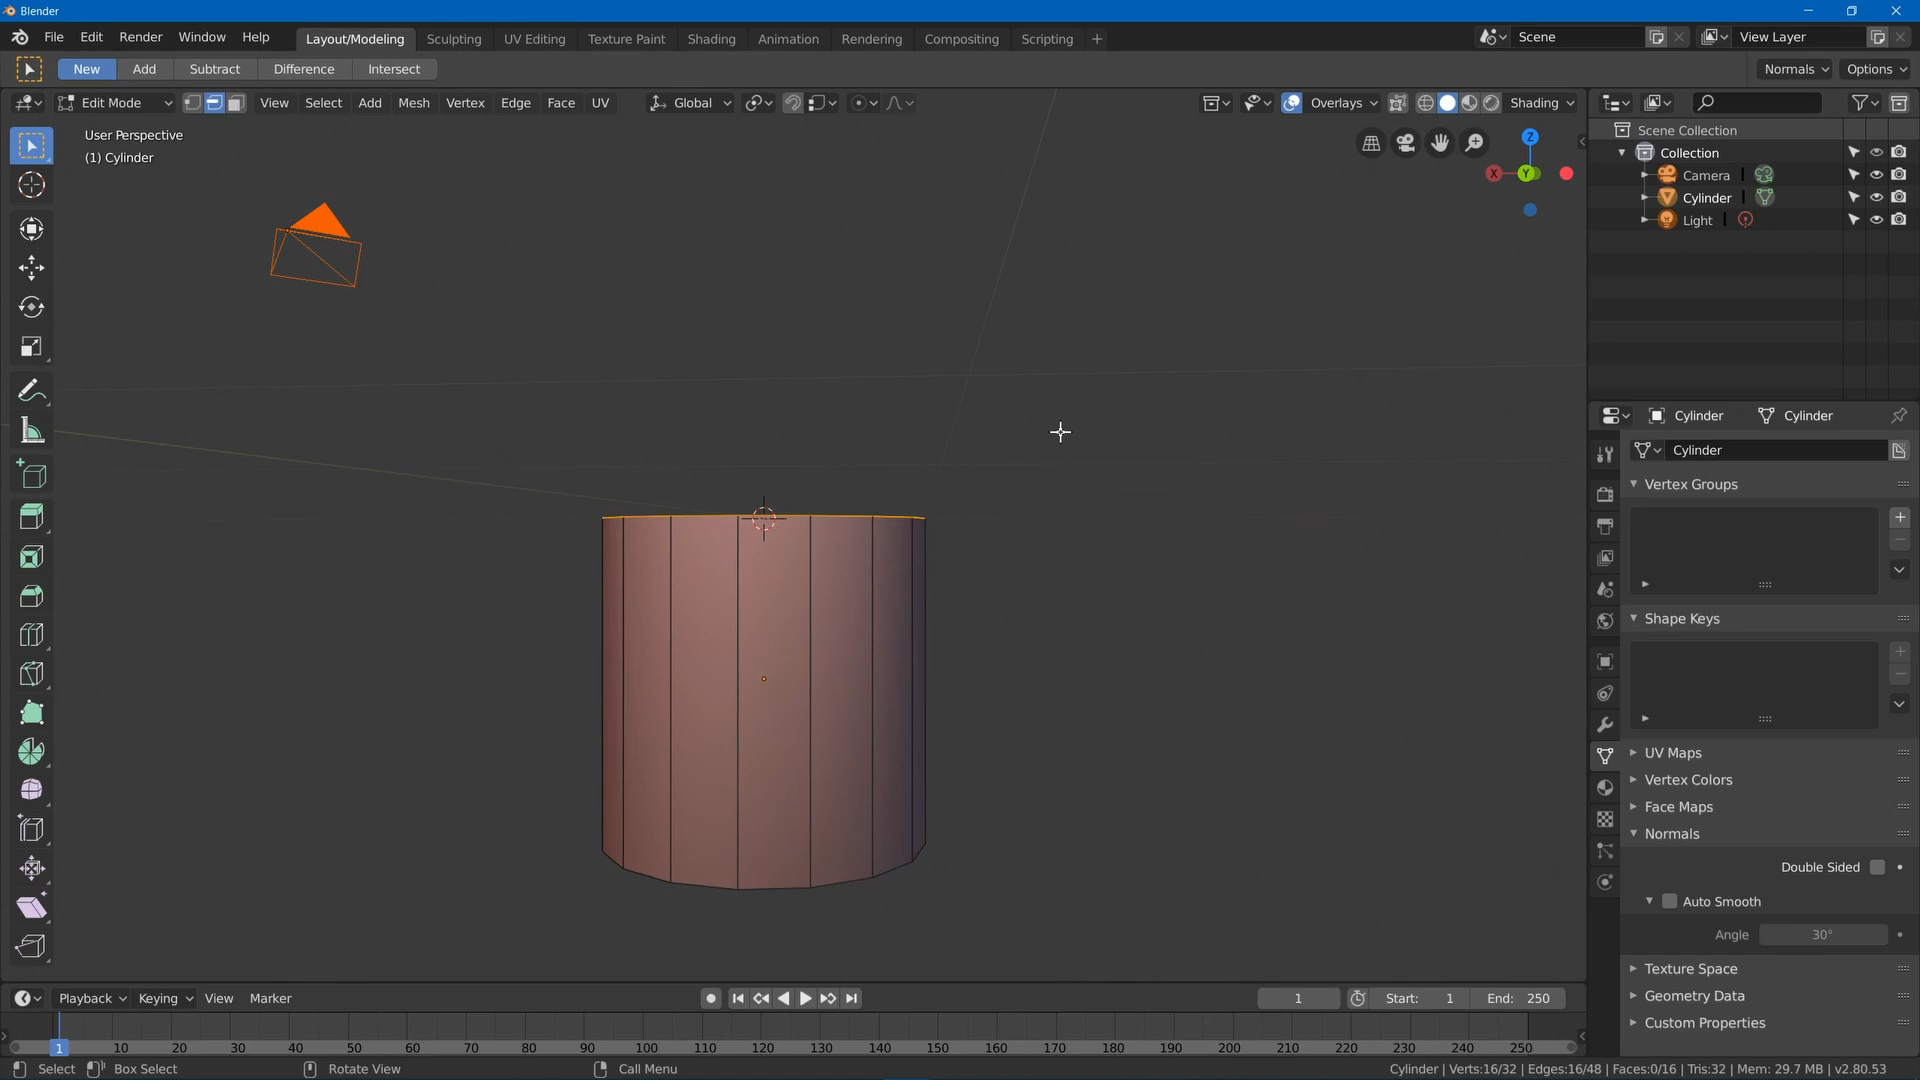 Blender
File Edit Render Window Help Layout/Modeling Sculpting UV Editing Texture Paint Shading Animation Rendering Compositing Scripting + Scene View Layer
New Add Subtract Difference Intersect Normals Options
Edit Mode View Select Add Mesh Vertex Edge Face UV Global Overlays Shading
User Perspective
(1) Cylinder
Z
X
Y
Scene Collection
Collection
Camera
Cylinder
Light
Cylinder Cylinder
Cylinder
Vertex Groups
Shape Keys
UV Maps
Vertex Colors
Face Maps
Normals
Double Sided
Auto Smooth
Angle 30°
Texture Space
Geometry Data
Custom Properties
Playback Keying View Marker 1 Start: 1 End: 250
1 10 20 30 40 50 60 70 80 90 100 110 120 130 140 150 160 170 180 190 200 210 220 230 240 250
Select Box Select Rotate View Call Menu Cylinder | Verts:16/32 | Edges:16/48 | Faces:0/16 | Tris:32 | Mem: 29.7 MB | v2.80.53